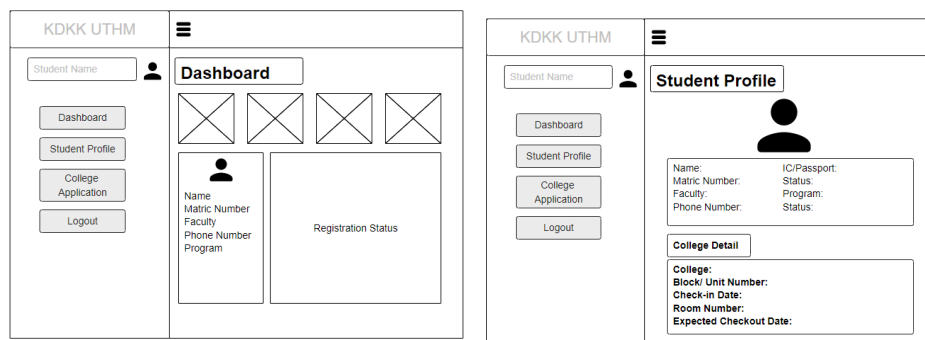 KDKK UTHM
Student Name
Dashboard
Student Profile
College
Application
Logout
Dashboard
Name
Matric Number
Faculty
Phone Number
Program
Registration Status
KDKK UTHM
Student Name
Dashboard
Student Profile
College
Application
Logout
Student Profile
Name: IC/Passport:
Matric Number: Status:
Faculty: Program:
Phone Number: Status:
College Detail
College:
Block/ Unit Number:
Check-in Date:
Room Number:
Expected Checkout Date: